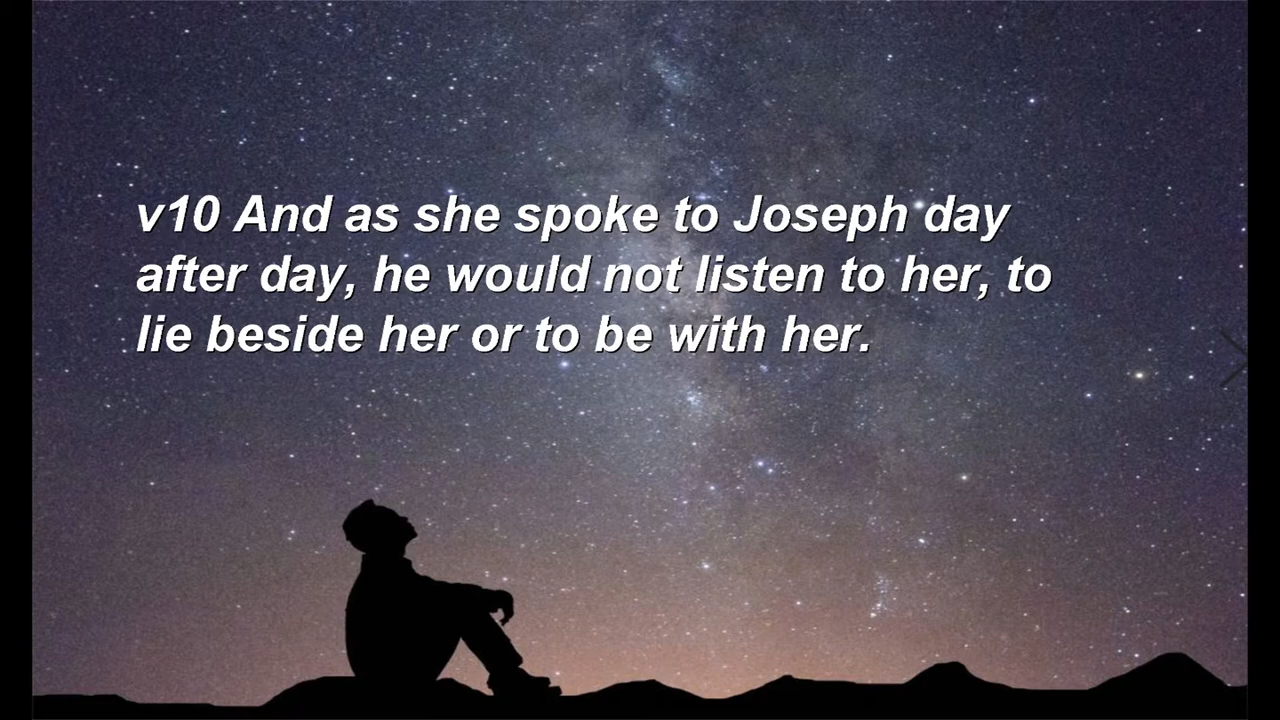 v10 And as she spoke to Joseph day
after day, he would not listen to her, to
lie beside her or to be with her.